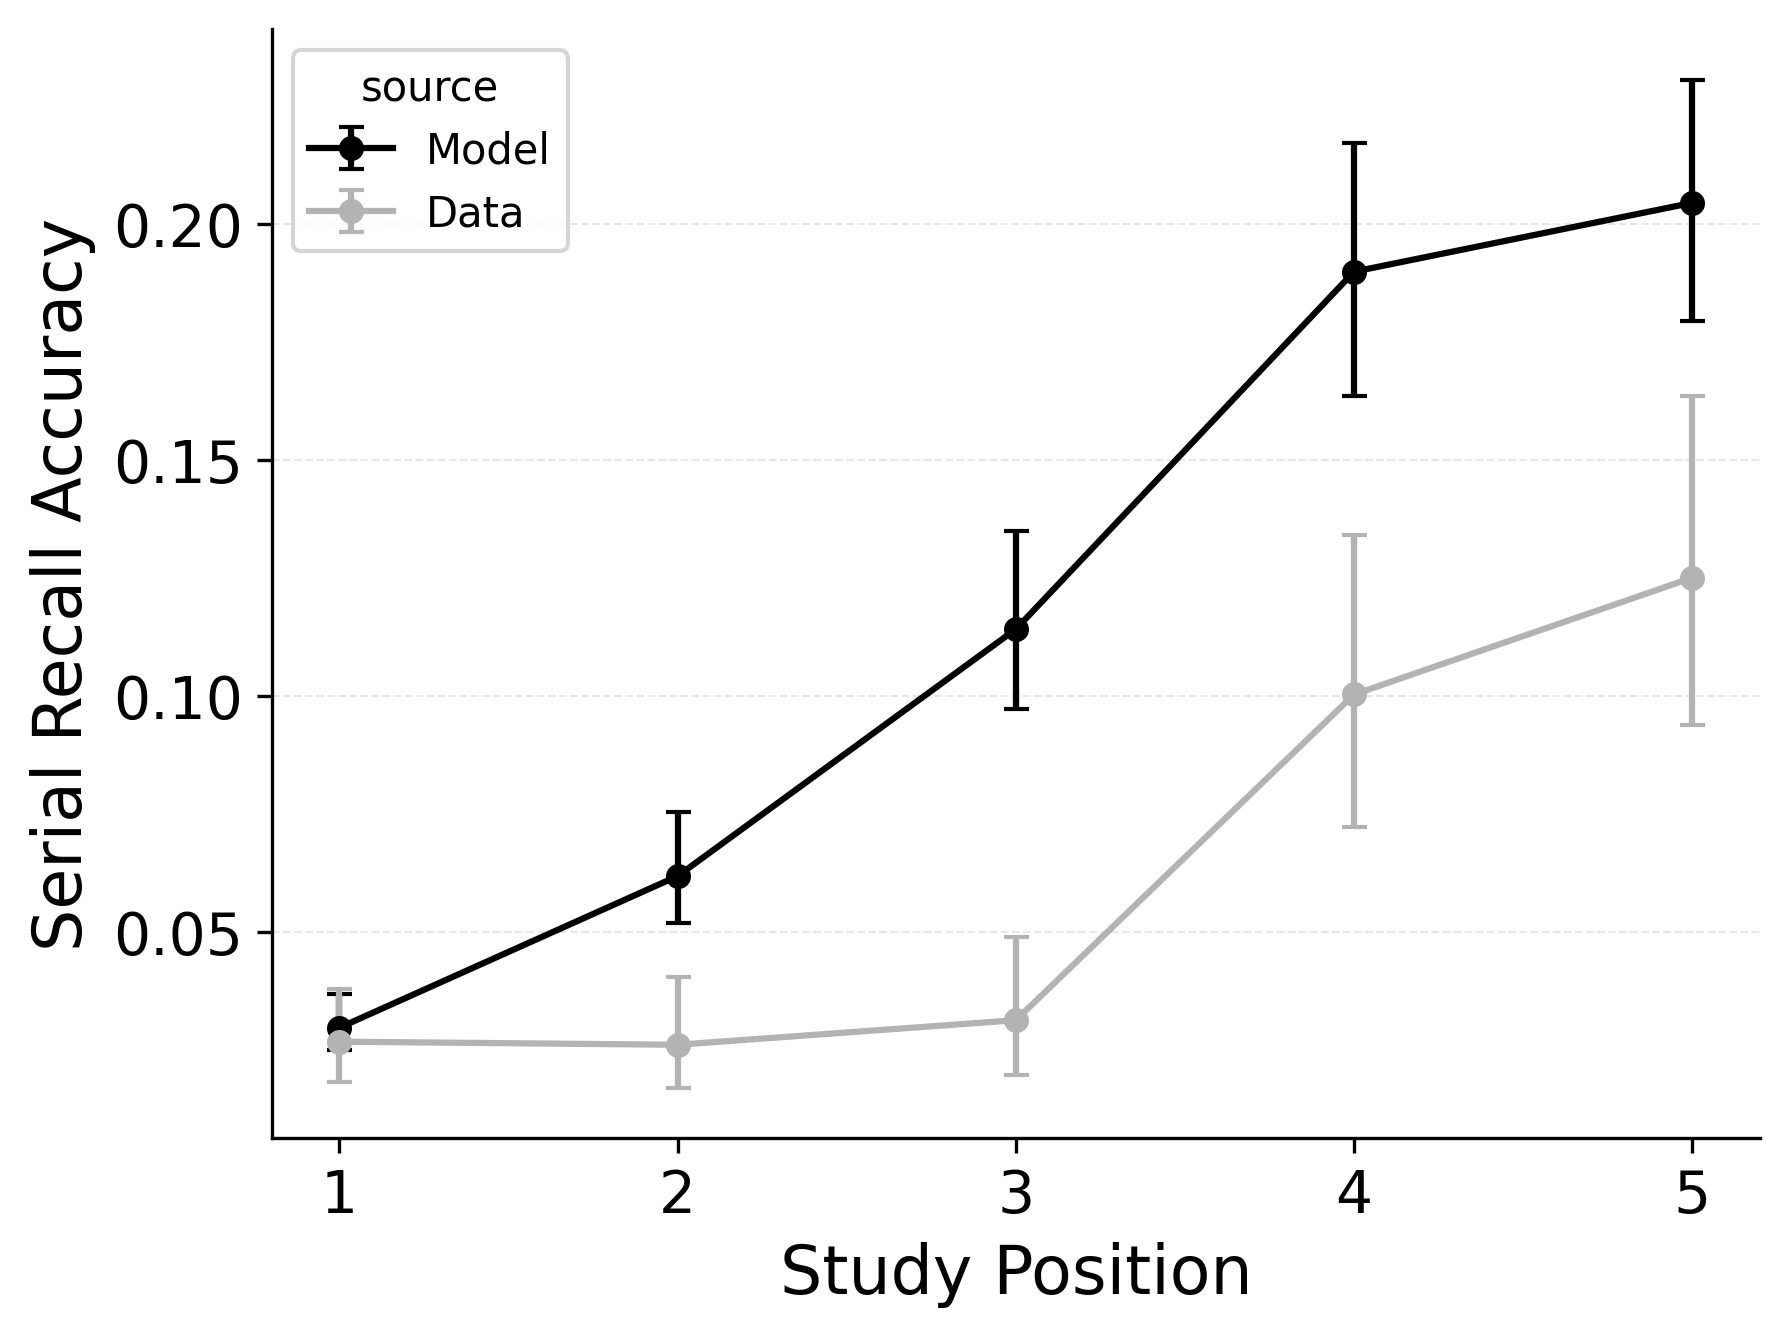 source
Model
Data
Serial Recall Accuracy
0.20
0.15
0.10
0.05
1 2 3 4 5
Study Position